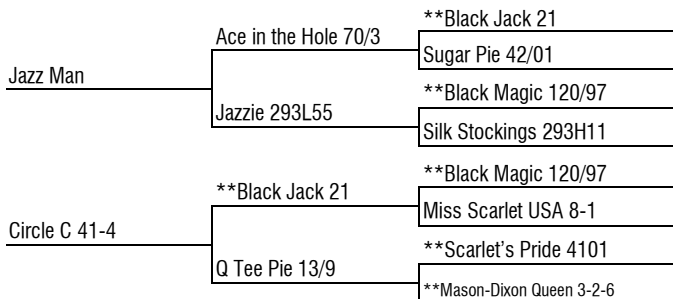 **Black Jack 21
Ace in the Hole 70/3
Sugar Pie 42/01
Jazz Man
**Black Magic 120/97
Jazzie 293L55
Silk Stockings 293H11
**Black Magic 120/97
**Black Jack 21
Miss Scarlet USA 8-1
Circle C 41-4
**Scarlet's Pride 4101
Q Tee Pie 13/9
**Mason-Dixon Queen 3-2-6